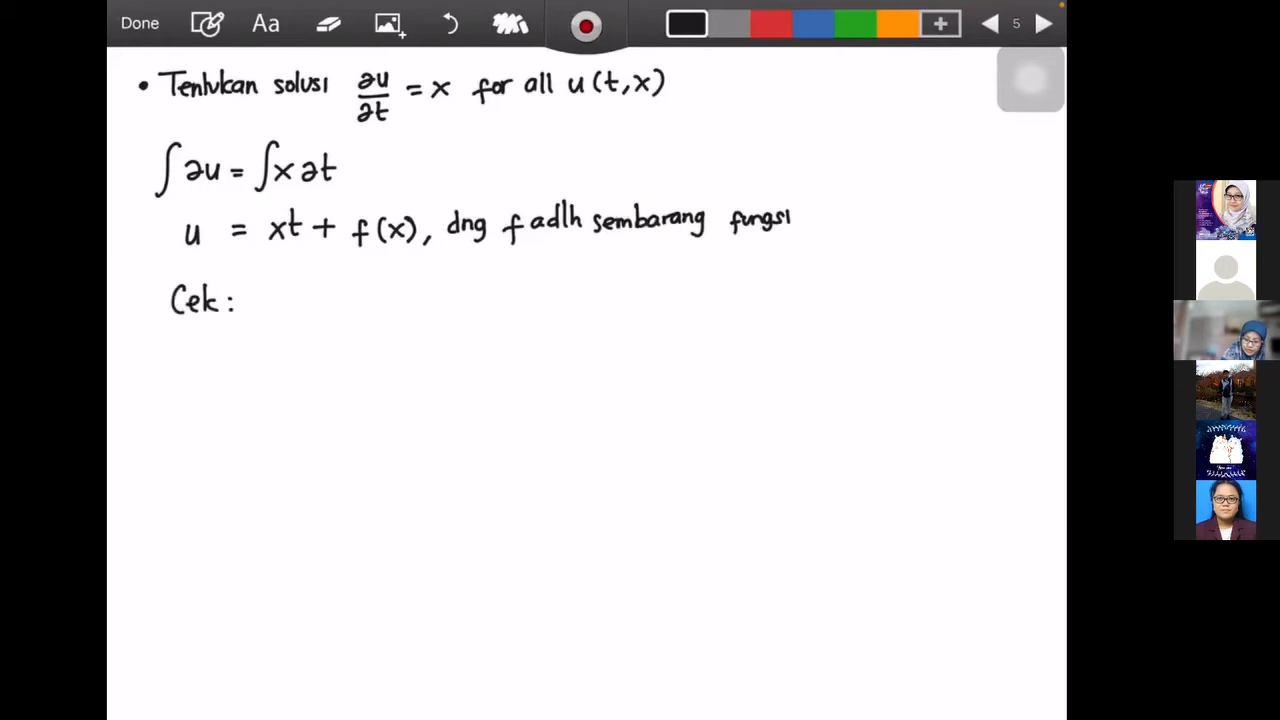 Done Aa 5
• Tentukan solusi ∂u/∂t = x for all u(t,x)
∫∂u = ∫x ∂t
u = xt + f(x), dng f adlh sembarang fungsi
Cek: